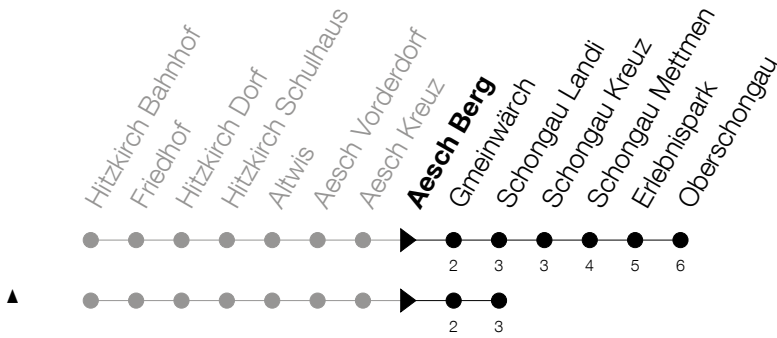 Hitzkirch Bahnhof
Friedhof
Hitzkirch Dorf
Hitzkirch Schulhaus
Altwis
Aesch Vorderdorf
Aesch Kreuz
Aesch Berg
Gmeinwärch
Schongau Landi
Schongau Kreuz
Schongau Mettmen
Erlebnispark
Oberschongau
2 3 3 4 5 6
2 3